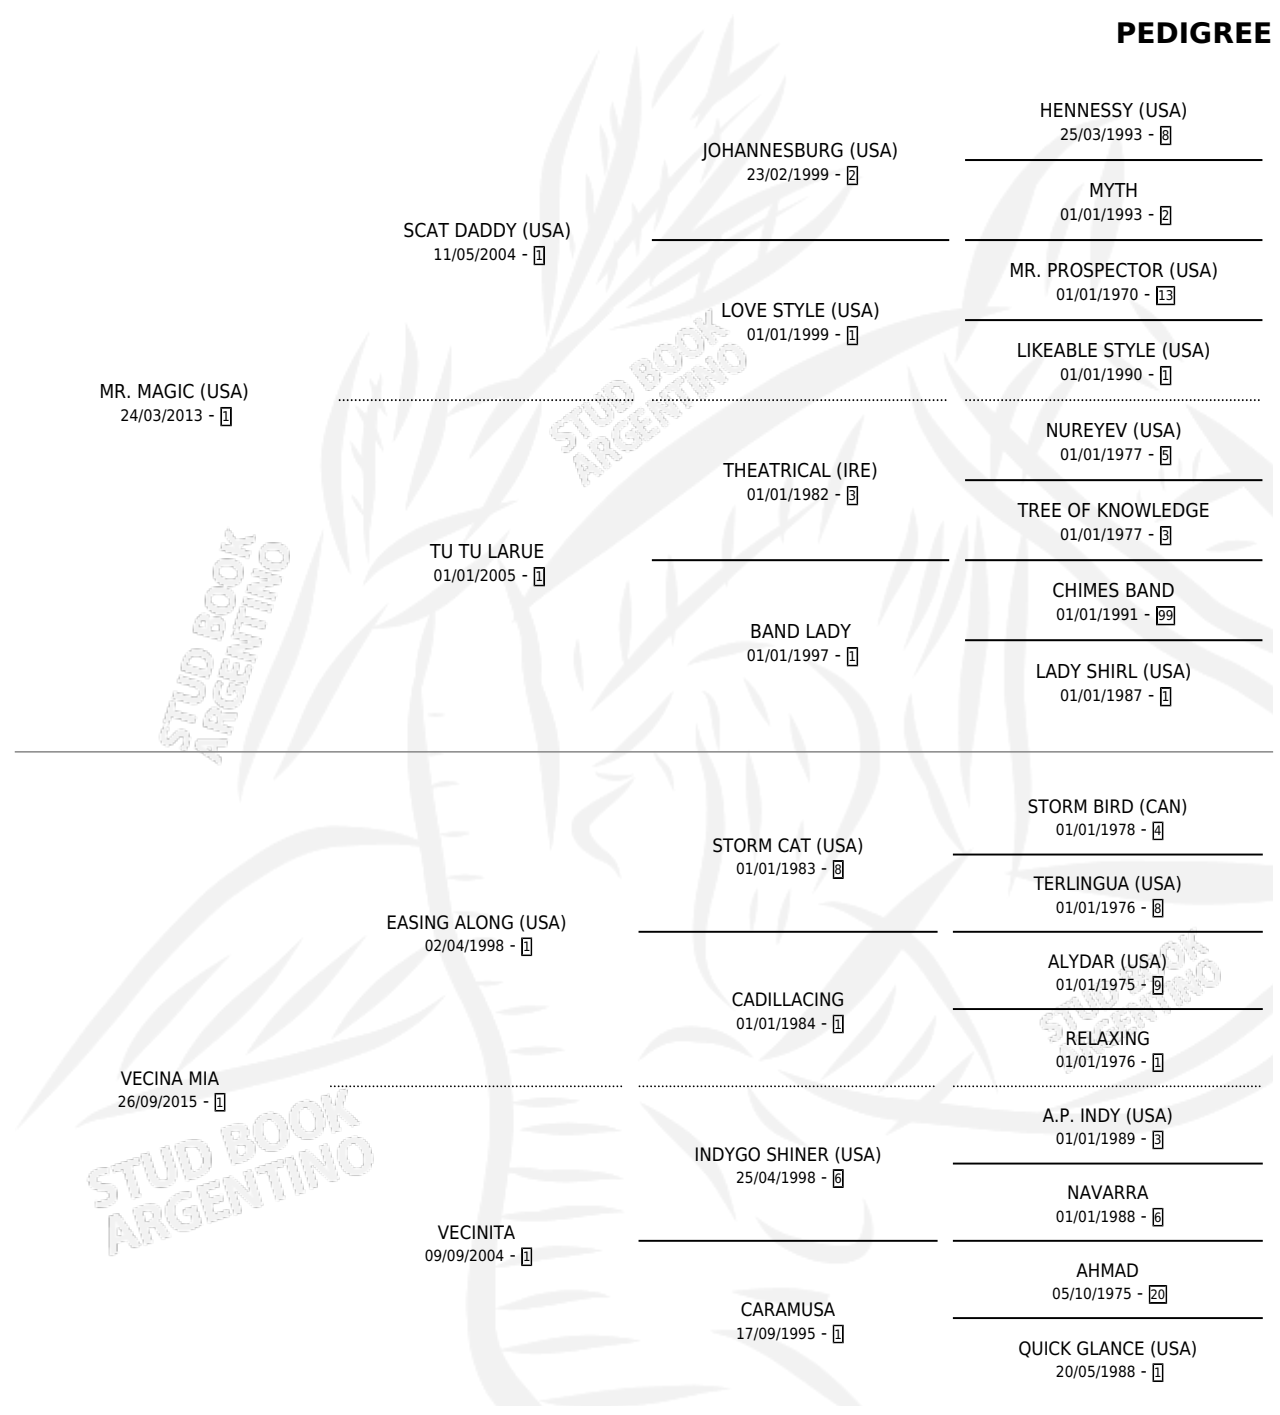 PEDIGREE
HENNESSY (USA)
25/03/1993 - 8
JOHANNESBURG (USA)
23/02/1999 - 2
MYTH
01/01/1993 - 2
SCAT DADDY (USA)
11/05/2004 - 1
MR. PROSPECTOR (USA)
01/01/1970 - 13
LOVE STYLE (USA)
01/01/1999 - 1
LIKEABLE STYLE (USA)
01/01/1990 - 1
MR. MAGIC (USA)
24/03/2013 - 1
NUREYEV (USA)
01/01/1977 - 5
THEATRICAL (IRE)
01/01/1982 - 3
TREE OF KNOWLEDGE
01/01/1977 - 3
TU TU LARUE
01/01/2005 - 1
CHIMES BAND
01/01/1991 - 99
BAND LADY
01/01/1997 - 1
LADY SHIRL (USA)
01/01/1987 - 1
STORM BIRD (CAN)
01/01/1978 - 4
STORM CAT (USA)
01/01/1983 - 8
TERLINGUA (USA)
01/01/1976 - 8
EASING ALONG (USA)
02/04/1998 - 1
ALYDAR (USA)
01/01/1975 - 9
CADILLACING
01/01/1984 - 1
RELAXING
01/01/1976 - 1
VECINA MIA
26/09/2015 - 1
A.P. INDY (USA)
01/01/1989 - 3
INDYGO SHINER (USA)
25/04/1998 - 6
NAVARRA
01/01/1988 - 6
VECINITA
09/09/2004 - 1
AHMAD
05/10/1975 - 20
CARAMUSA
17/09/1995 - 1
QUICK GLANCE (USA)
20/05/1988 - 1
STUD BOOK
ARGENTINO
STUD BOOK
ARGENTINO
STUD BOOK
ARGENTINO
STUD BOOK
ARGENTINO